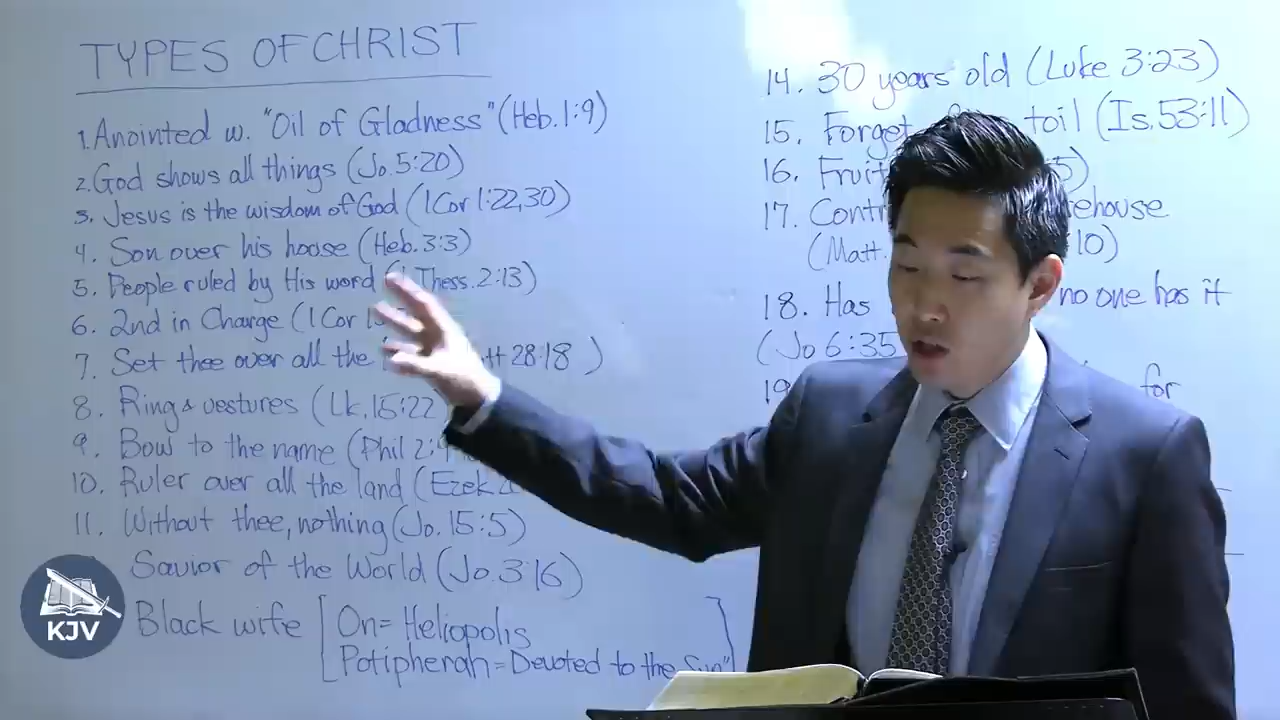 TYPES OF CHRIST
1. Anointed w. "Oil of Gladness" (Heb. 1:9)
2. God shows all things (Jo. 5:20)
3. Jesus is the wisdom of God (1 Cor 1:22,30)
4. Son over his house (Heb. 3:3)
5. People ruled by His word Thess. 2:13)
6. 2nd in Charge (1 Cor
7. Set thee over all the 28:18 )
8. Ring & vestures (Lk. 15:22
9. Bow to the name (Phil 2:
10. Ruler over all the land (Ezek
11. Without thee, nothing (Jo. 15:5)
Savior of the World (Jo. 3:16)
Black wife [On= Heliopolis
Potipherah= Devoted to the Sun"]
KJV
14. 30 years old (Luke 3:23)
15. Forget toil (Is. 53:11)
16. Fruit 5)
17.
(Matt. 10)
18. Has no one has it
(Jo 6:35
19 for